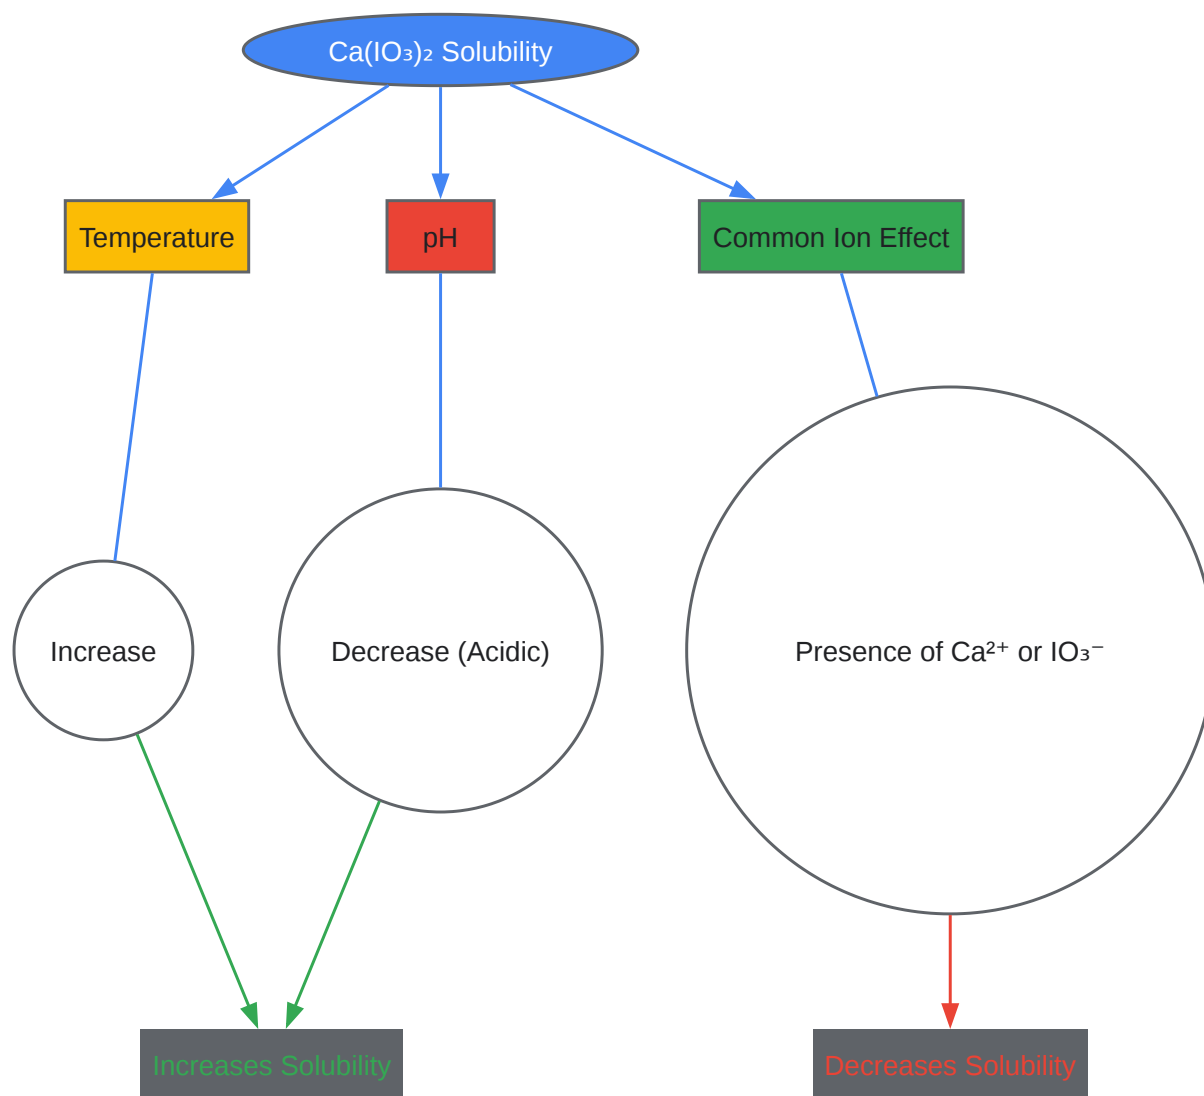 Ca(IO₃)₂ Solubility
Temperature
pH
Common Ion Effect
Increase
Decrease (Acidic)
Presence of Ca²⁺ or IO₃⁻
Increases Solubility
Decreases Solubility